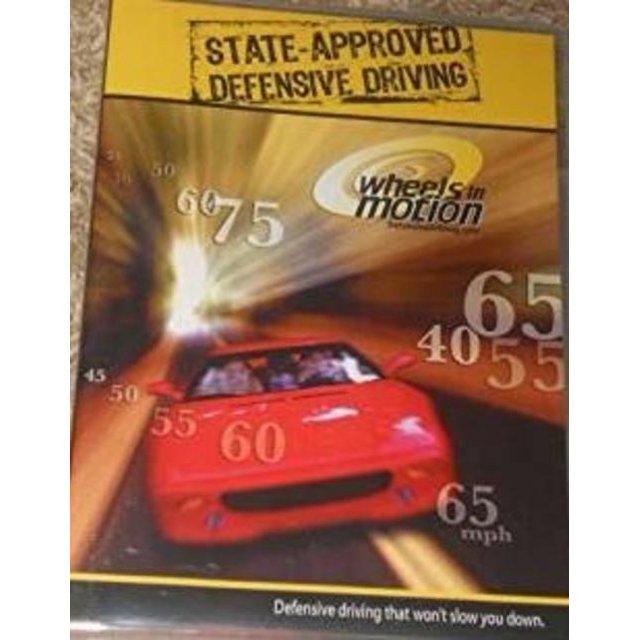 STATE-APPROVED
DEFENSIVE DRIVING
50
60
75
wheels in
motion
65
40
55
45
50
55
60
65
mph
Defensive driving that won't slow you down.